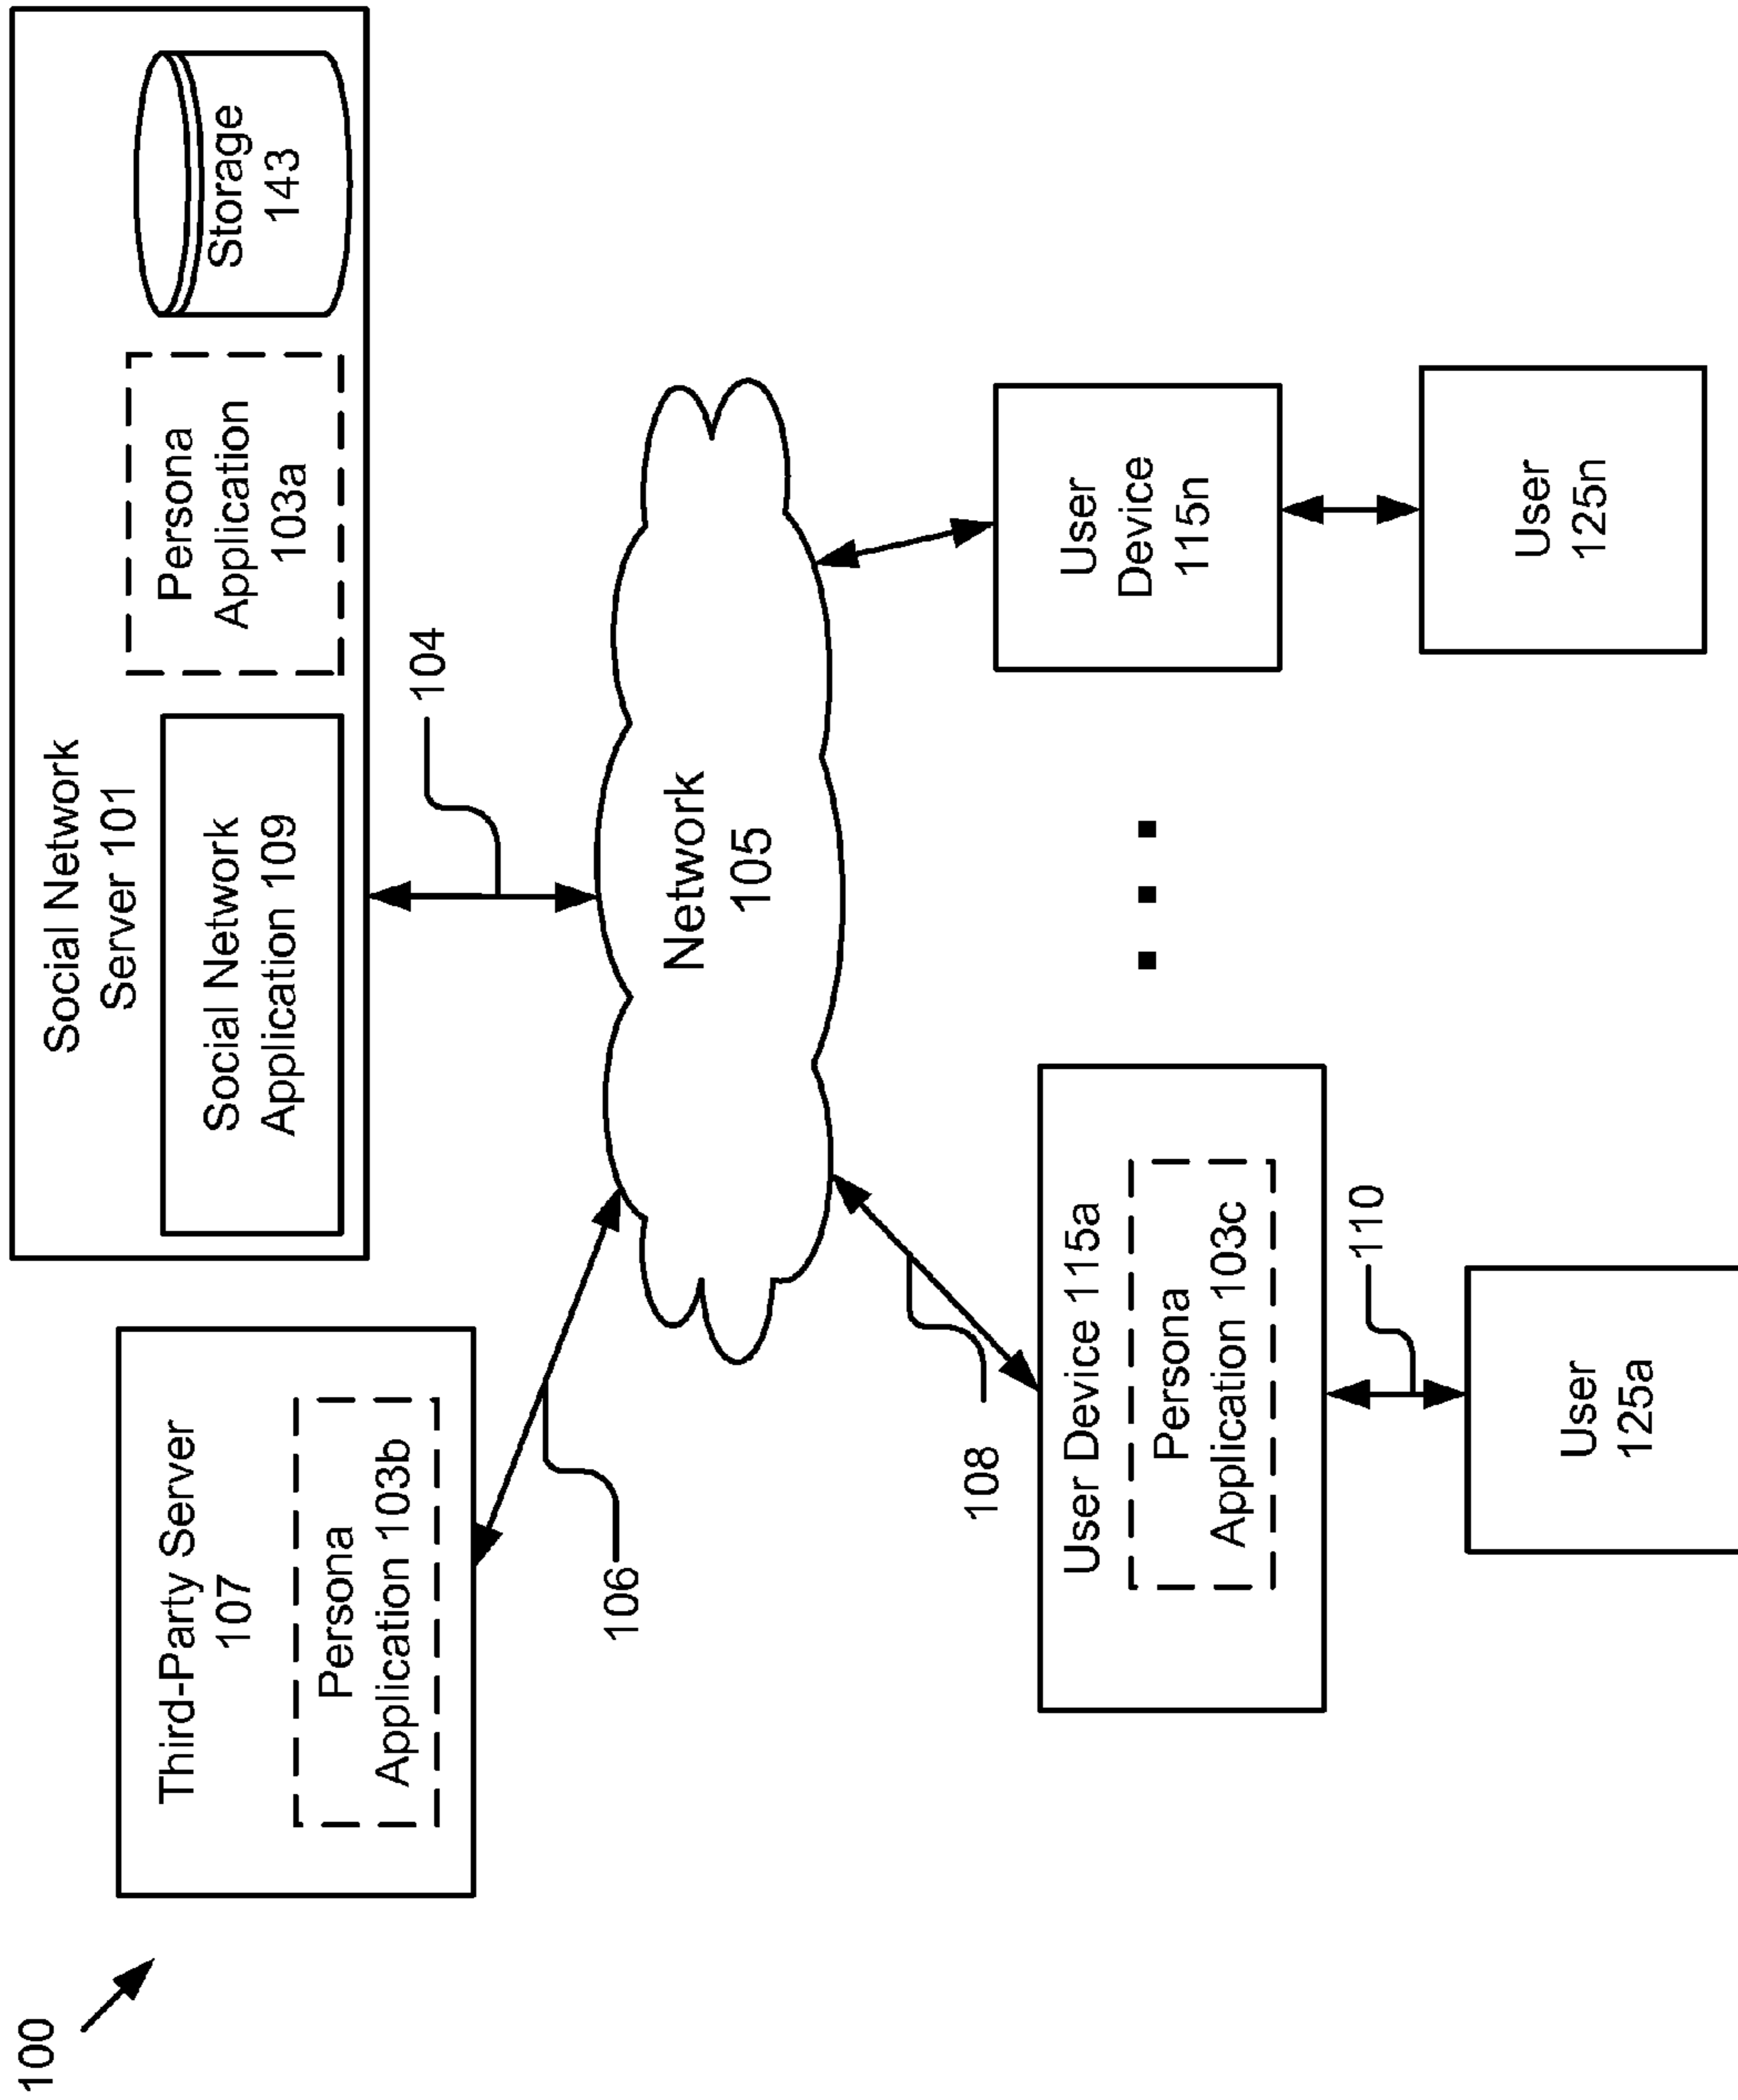 100
Third-Party Server
107
Persona
Application 103b
Social Network
Server 101
Social Network
Application 109
Persona
Application
103a
Storage
143
104
106
Network
105
108
User Device 115a
Persona
Application 103c
110
User
125a
User
Device
115n
User
125n